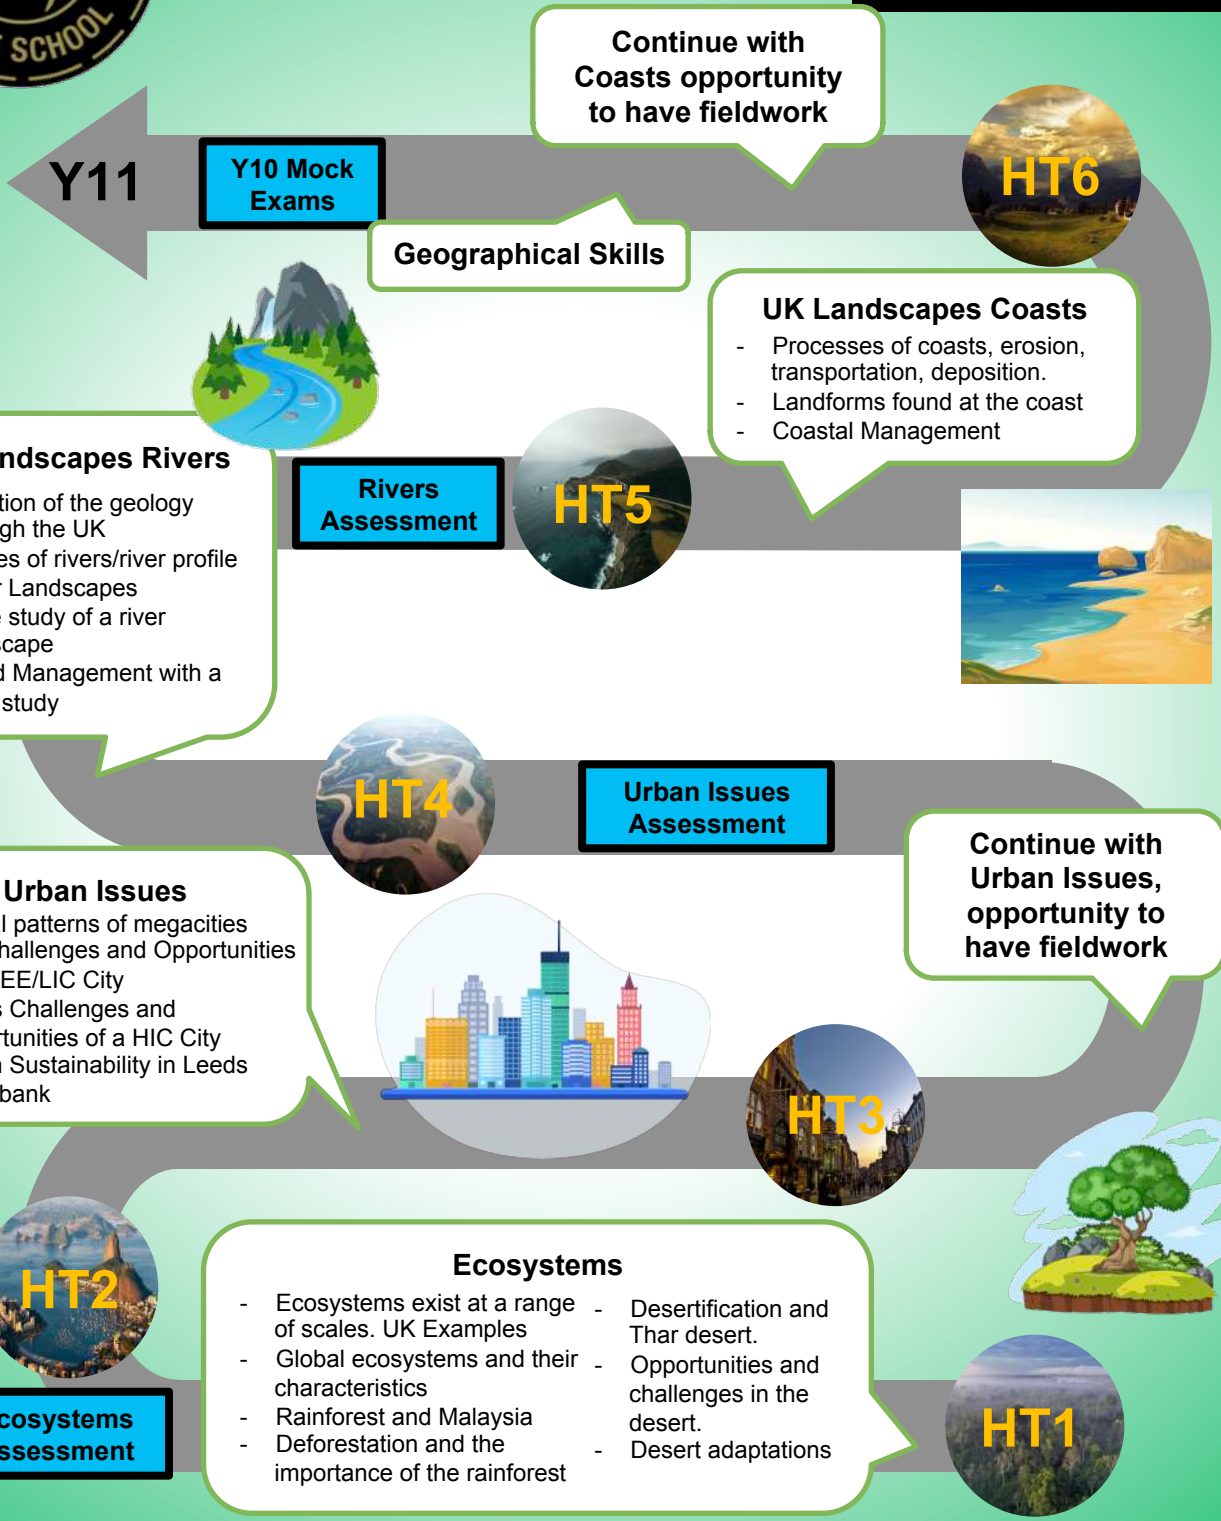 SCHOOL
Continue with
Coasts opportunity
to have fieldwork
Y11
Y10 Mock
Exams
HT6
Geographical Skills
UK Landscapes Coasts
- Processes of coasts, erosion,
transportation, deposition.
- Landforms found at the coast
- Coastal Management
ndscapes Rivers
tion of the geology
gh the UK
es of rivers/river profile
r Landscapes
e study of a river
scape
d Management with a
study
Rivers
Assessment
HT5
HT4
Urban Issues
Assessment
Continue with
Urban Issues,
opportunity to
have fieldwork
Urban Issues
l patterns of megacities
hallenges and Opportunities
EE/LIC City
s Challenges and
rtunities of a HIC City
n Sustainability in Leeds
bank
HT3
HT2
Ecosystems
- Ecosystems exist at a range
of scales. UK Examples
- Global ecosystems and their
characteristics
- Rainforest and Malaysia
- Deforestation and the
importance of the rainforest
- Desertification and
Thar desert.
- Opportunities and
challenges in the
desert.
- Desert adaptations
HT1
cosystems
ssessment